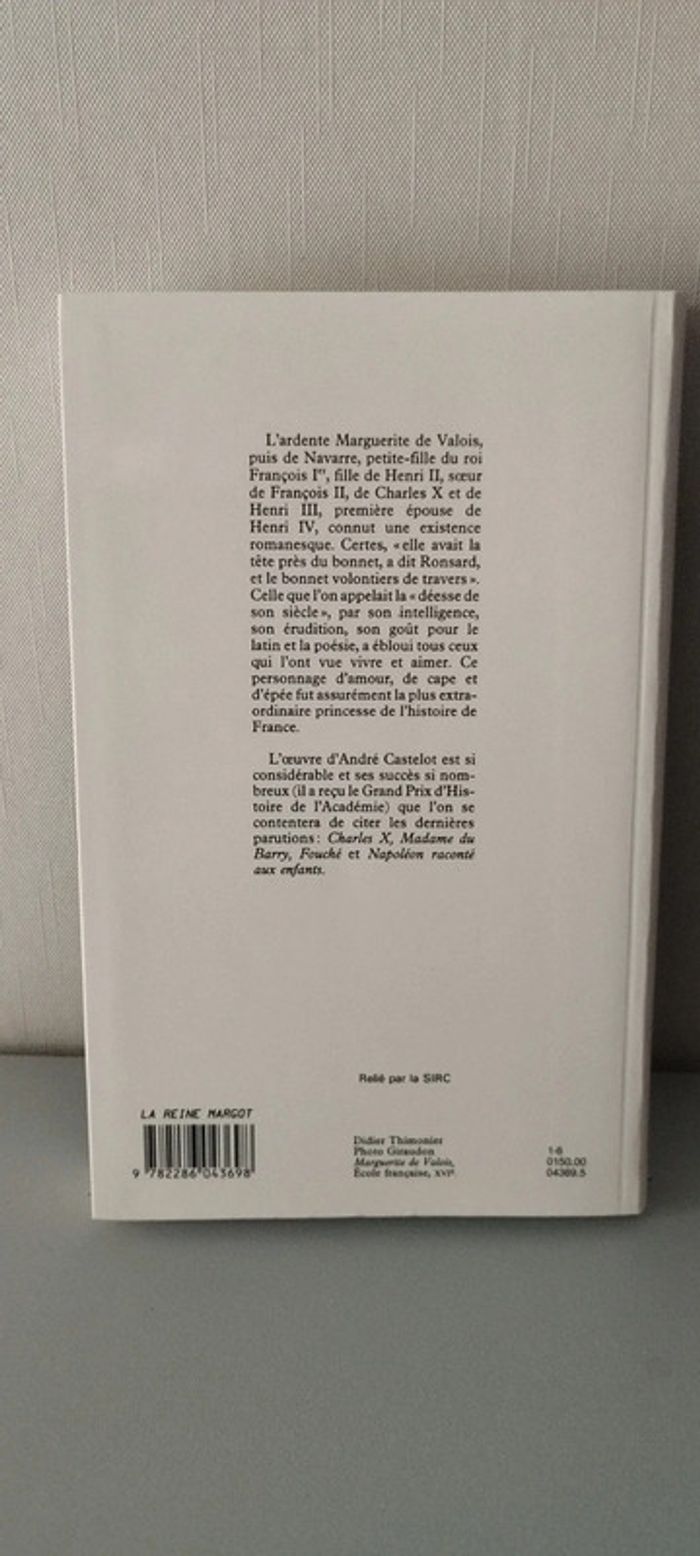 L'ardente Marguerite de Valois,
puis de Navarre, petite-fille du roi
François Ier, fille de Henri II, sœur
de François II, de Charles X et de
Henri III, première épouse de
Henri IV, connut une existence
romanesque. Certes, « elle avait la
tête près du bonnet, a dit Ronsard,
et le bonnet volontiers de travers ».
Celle que l'on appelait la « déesse de
son siècle », par son intelligence,
son érudition, son goût pour le
latin et la poésie, a ébloui tous ceux
qui l'ont vue vivre et aimer. Ce
personnage d'amour, de cape et
d'épée fut assurément la plus extra-
ordinaire princesse de l'histoire de
France.
L'œuvre d'André Castelot est si
considérable et ses succès si nom-
breux (il a reçu le Grand Prix d'His-
toire de l'Académie) que l'on se
contentera de citer les dernières
parutions : Charles X, Madame du
Barry, Fouché et Napoléon raconté
aux enfants.
Relié par la SIRC
LA REINE MARGOT
9 782286 043698
Didier Thimonier
Photo Giraudon
Marguerite de Valois,
École française, XVIe.
1-6
0150.00
04369.5